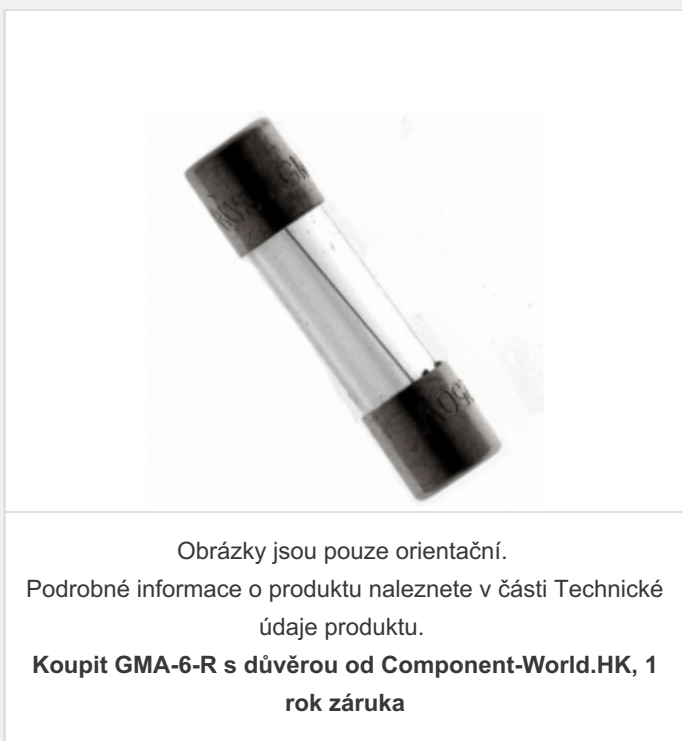 Obrázky jsou pouze orientační.
Podrobné informace o produktu naleznete v části Technické
údaje produktu.
Koupit GMA-6-R s důvěrou od Component-World.HK, 1
rok záruka